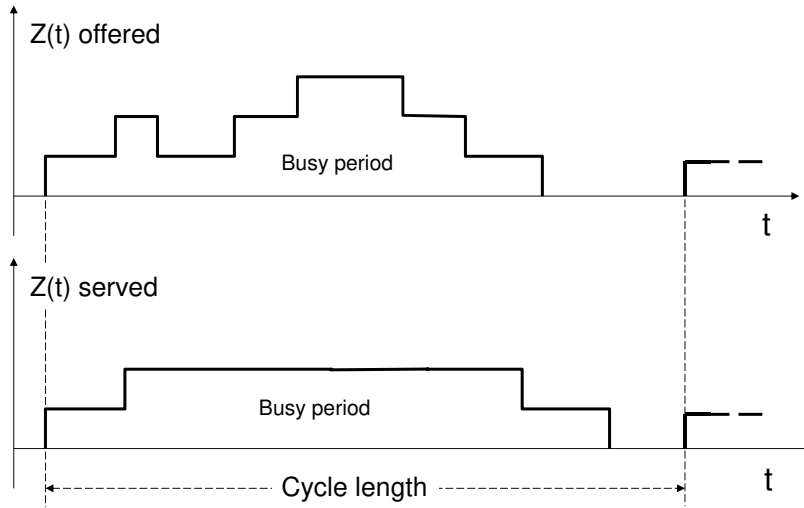 Z(t) offered
Busy period
t
Z(t) served
Busy period
Cycle length
t